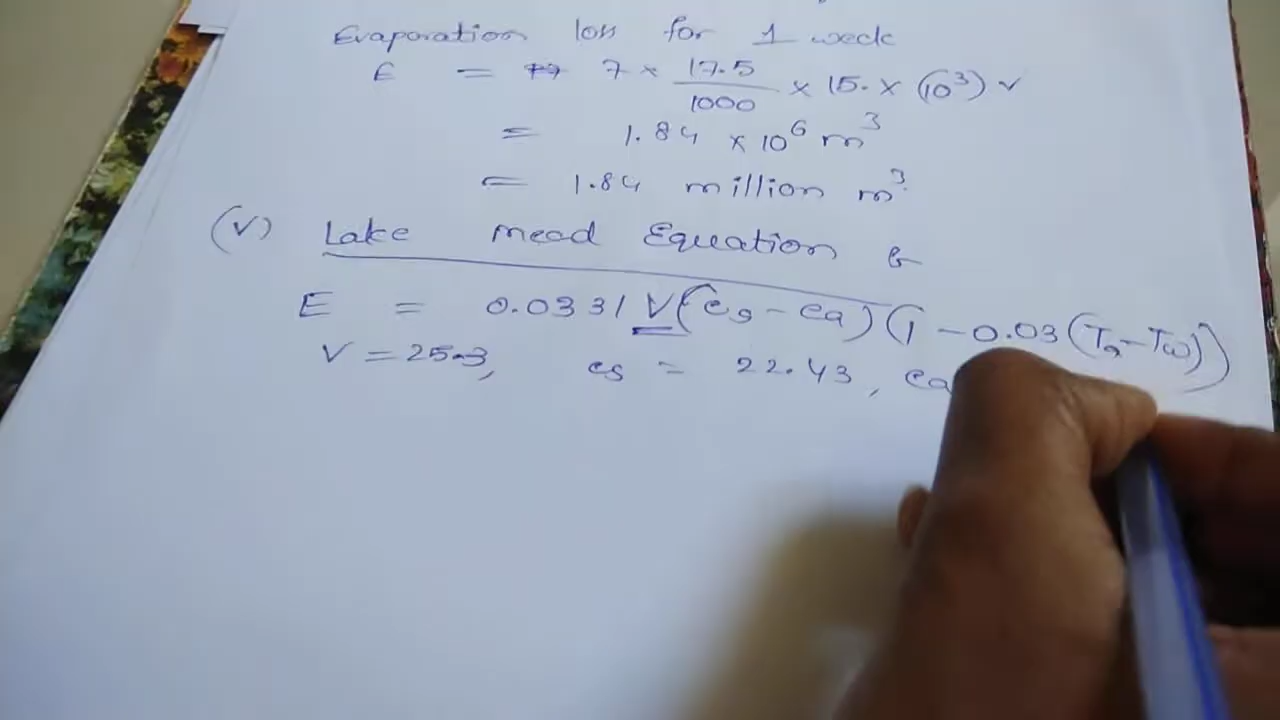 Evaporation loss for 1 week
E = 7 × 17.5/1000 × 15. × (10³)
= 1.84 × 10⁶ m³
= 1.84 million m³
(V) Lake mead Equation
E = 0.0331 V(es - ea)(1 - 0.03(Ta - Tw))
V = 25.3, es = 22.43, ea